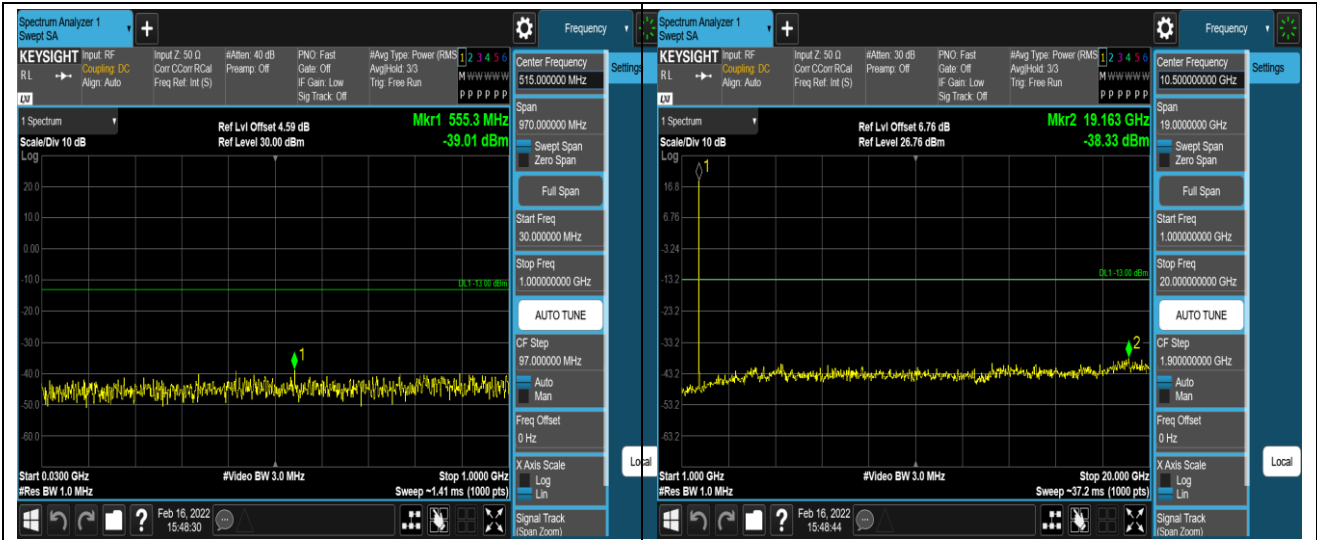 Spectrum Analyzer 1
Swept SA
+
Frequency
KEYSIGHT
RL
LXI
Input: RF
Coupling: DC
Align: Auto
Input Z: 50 Ω
Corr CCorr RCal
Freq Ref: Int (S)
#Atten: 40 dB
Preamp: Off
PNO: Fast
Gate: Off
IF Gain: Low
Sig Track: Off
#Avg Type: Power (RMS
Avg|Hold: 3/3
Trig: Free Run
1 2 3 4 5 6
M W W W W W
P P P P P P
Center Frequency
515.000000 MHz
Settings
Span
970.000000 MHz
Swept Span
Zero Span
Full Span
Start Freq
30.000000 MHz
Stop Freq
1.000000000 GHz
AUTO TUNE
CF Step
97.000000 MHz
Auto
Man
Freq Offset
0 Hz
X Axis Scale
Log
Lin
Local
Signal Track
(Span Zoom)
1 Spectrum
Scale/Div 10 dB
Log
Ref Lvl Offset 4.59 dB
Ref Level 30.00 dBm
Mkr1 555.3 MHz
-39.01 dBm
20.0
10.0
0.00
-10.0
DL1 -13.00 dBm
-20.0
-30.0
1
-40.0
-50.0
-60.0
Start 0.0300 GHz
#Res BW 1.0 MHz
#Video BW 3.0 MHz
Stop 1.0000 GHz
Sweep ~1.41 ms (1000 pts)
?
Feb 16, 2022
15:48:30
Spectrum Analyzer 1
Swept SA
+
Frequency
KEYSIGHT
RL
LXI
Input: RF
Coupling: DC
Align: Auto
Input Z: 50 Ω
Corr CCorr RCal
Freq Ref: Int (S)
#Atten: 30 dB
Preamp: Off
PNO: Fast
Gate: Off
IF Gain: Low
Sig Track: Off
#Avg Type: Power (RMS
Avg|Hold: 3/3
Trig: Free Run
1 2 3 4 5 6
M W W W W W
P P P P P P
Center Frequency
10.500000000 GHz
Settings
Span
19.0000000 GHz
Swept Span
Zero Span
Full Span
Start Freq
1.000000000 GHz
Stop Freq
20.000000000 GHz
AUTO TUNE
CF Step
1.900000000 GHz
Auto
Man
Freq Offset
0 Hz
X Axis Scale
Log
Lin
Local
Signal Track
(Span Zoom)
1 Spectrum
Scale/Div 10 dB
Log
Ref Lvl Offset 6.76 dB
Ref Level 26.76 dBm
Mkr2 19.163 GHz
-38.33 dBm
1
16.8
6.76
-3.24
-13.2
DL1 -13.00 dBm
-23.2
-33.2
2
-43.2
-53.2
-63.2
Start 1.000 GHz
#Res BW 1.0 MHz
#Video BW 3.0 MHz
Stop 20.000 GHz
Sweep ~37.2 ms (1000 pts)
?
Feb 16, 2022
15:48:44